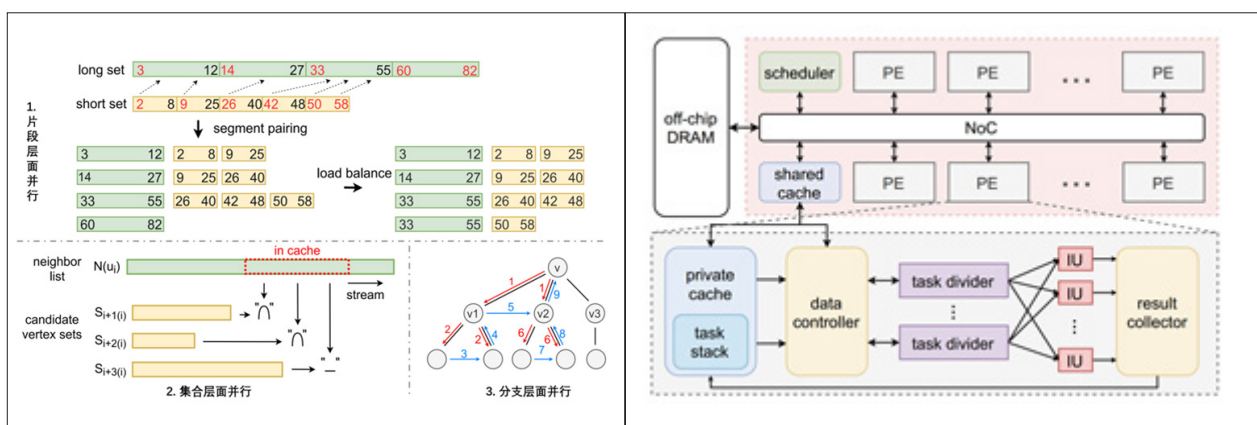 long set 3 12 14 27 33 55 60 82
short set 2 8 9 25 26 40 42 48 50 58
1. 片段层面并行
segment pairing
3 12 2 8 9 25
14 27 9 25 26 40
33 55 26 40 42 48 50 58
60 82
load balance
3 12 2 8 9 25
14 27 9 25 26 40
33 55 26 40 42 48
33 55 50 58
in cache
neighbor list
N(ui)
stream
candidate vertex sets
Si+1(i) "∩"
Si+2(i) "∩"
Si+3(i) "—"
2. 集合层面并行
v
1 1 9
v1 5 v2 v3
2 2 4 6 6 8
3 7
3. 分支层面并行
off-chip DRAM
scheduler PE PE ... PE
NoC
shared cache PE PE ... PE
private cache
task stack
data controller
task divider
task divider
IU
IU
IU
result collector